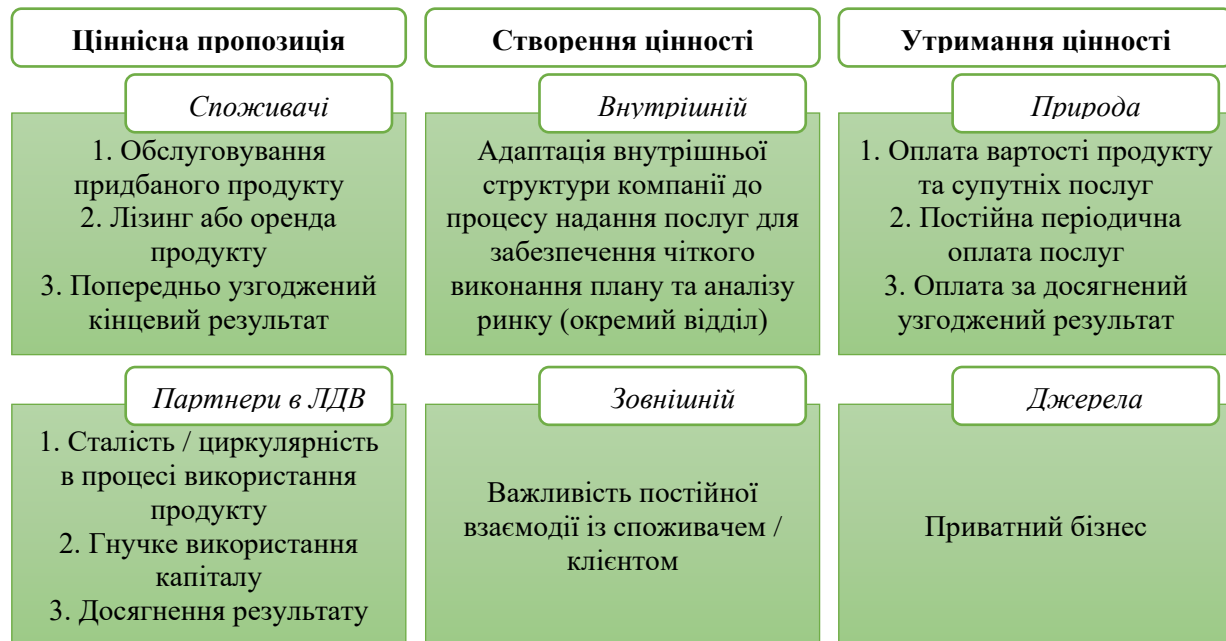 Ціннісна пропозиція
Споживачі
1. Обслуговування
придбаного продукту
2. Лізинг або оренда
продукту
3. Попередньо узгоджений
кінцевий результат
Партнери в ЛДВ
1. Сталість / циркулярність
в процесі використання
продукту
2. Гнучке використання
капіталу
3. Досягнення результату
Створення цінності
Внутрішній
Адаптація внутрішньої
структури компанії до
процесу надання послуг для
забезпечення чіткого
виконання плану та аналізу
ринку (окремий відділ)
Зовнішній
Важливість постійної
взаємодії із споживачем /
клієнтом
Утримання цінності
Природа
1. Оплата вартості продукту
та супутніх послуг
2. Постійна періодична
оплата послуг
3. Оплата за досягнений
узгоджений результат
Джерела
Приватний бізнес